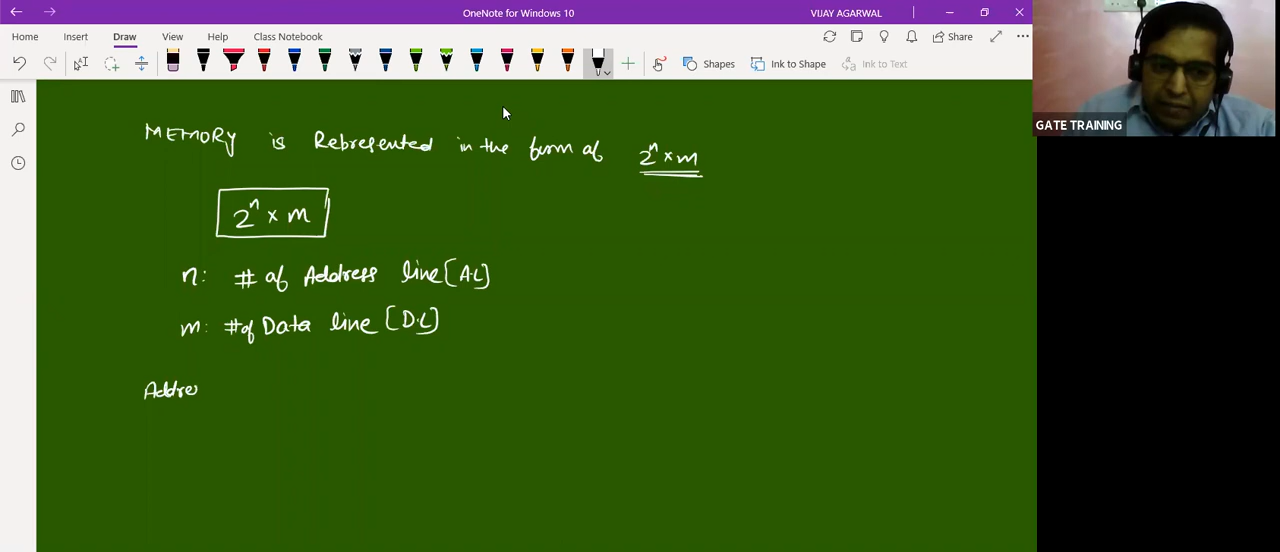 OneNote for Windows 10
VIJAY AGARWAL
Home Insert Draw View Help Class Notebook
Share
Shapes Ink to Shape Ink to Text
GATE TRAINING
MEMORY is Rebresented in the form of 2ⁿ × m
2ⁿ × m
n: # of Address line [A.L]
m: # of Data line [D.L]
Addre